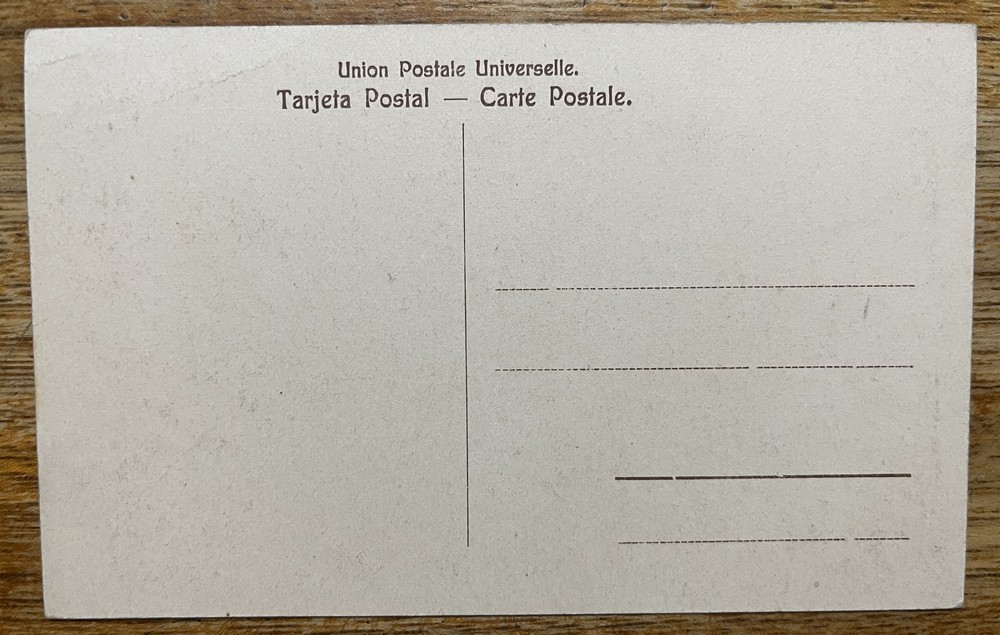 Union Postale Universelle.
Tarjeta Postal — Carte Postale.